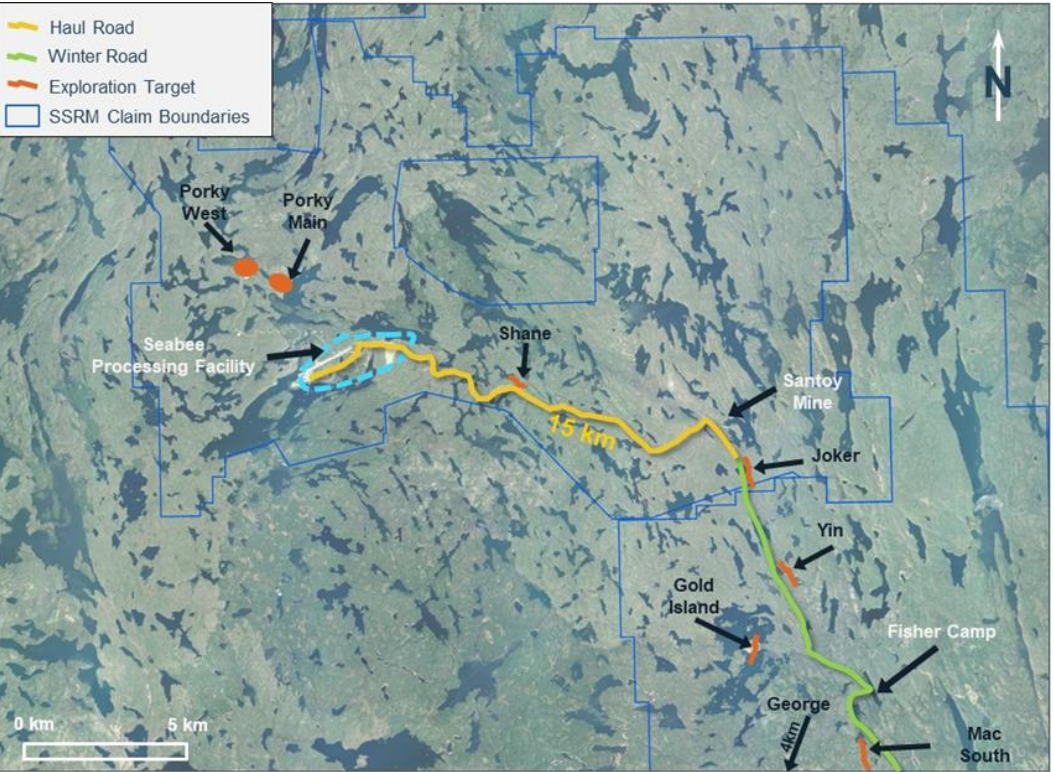 Haul Road
Winter Road
Exploration Target
SSRM Claim Boundaries
N
Porky
West
Porky
Main
Seabee
Processing Facility
Shane
15 km
Santoy
Mine
Joker
Yin
Gold
Island
Fisher Camp
George
4km
Mac
South
0 km
5 km